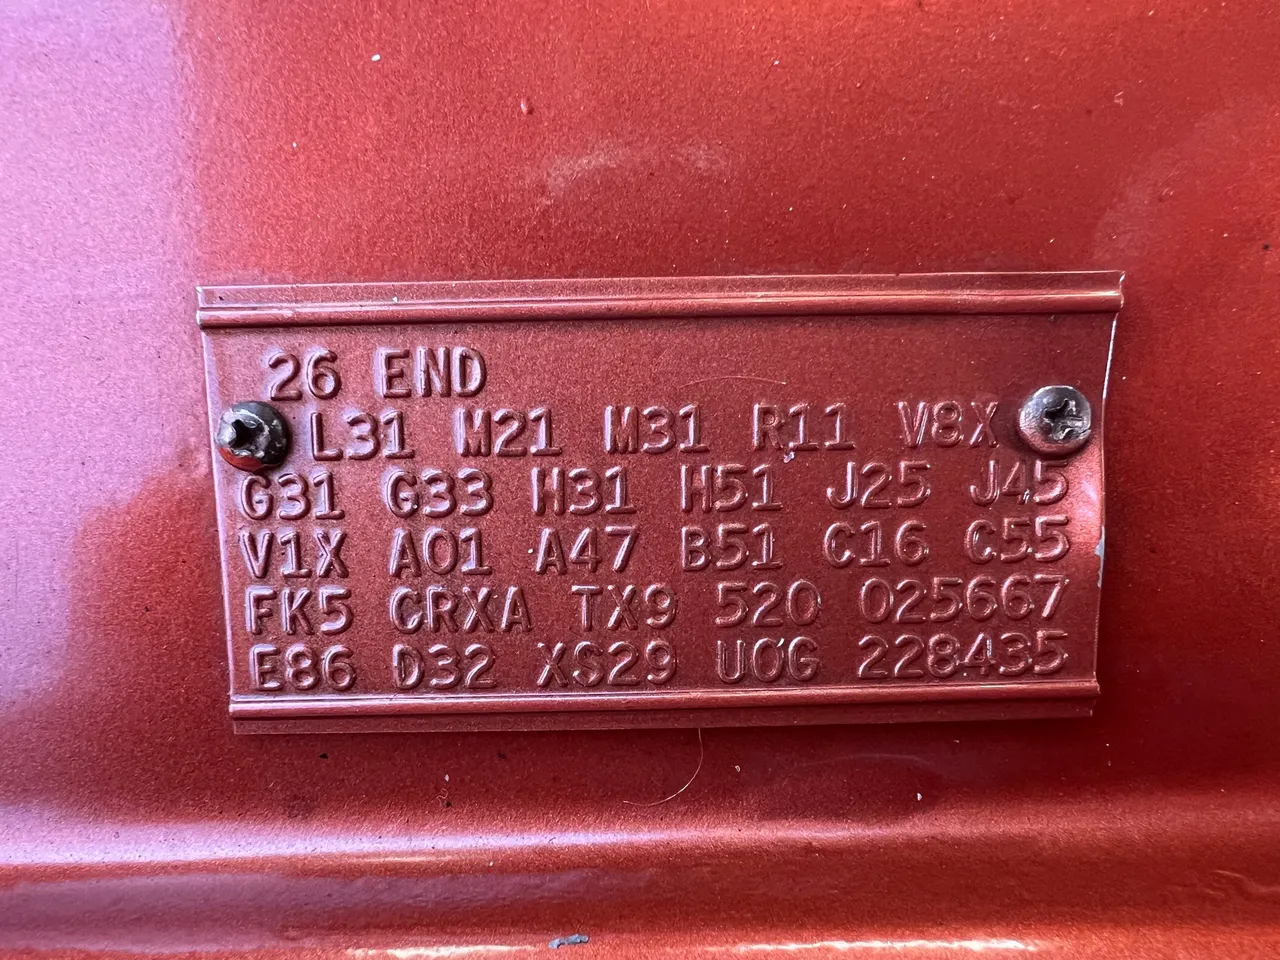 26 END
L31 M21 M31 R11 V8X
G31 G33 H31 H51 J25 J45
V1X A01 A47 B51 C16 C55
FK5 CRXA TX9 520 025667
E86 D32 XS29 UOG 228435